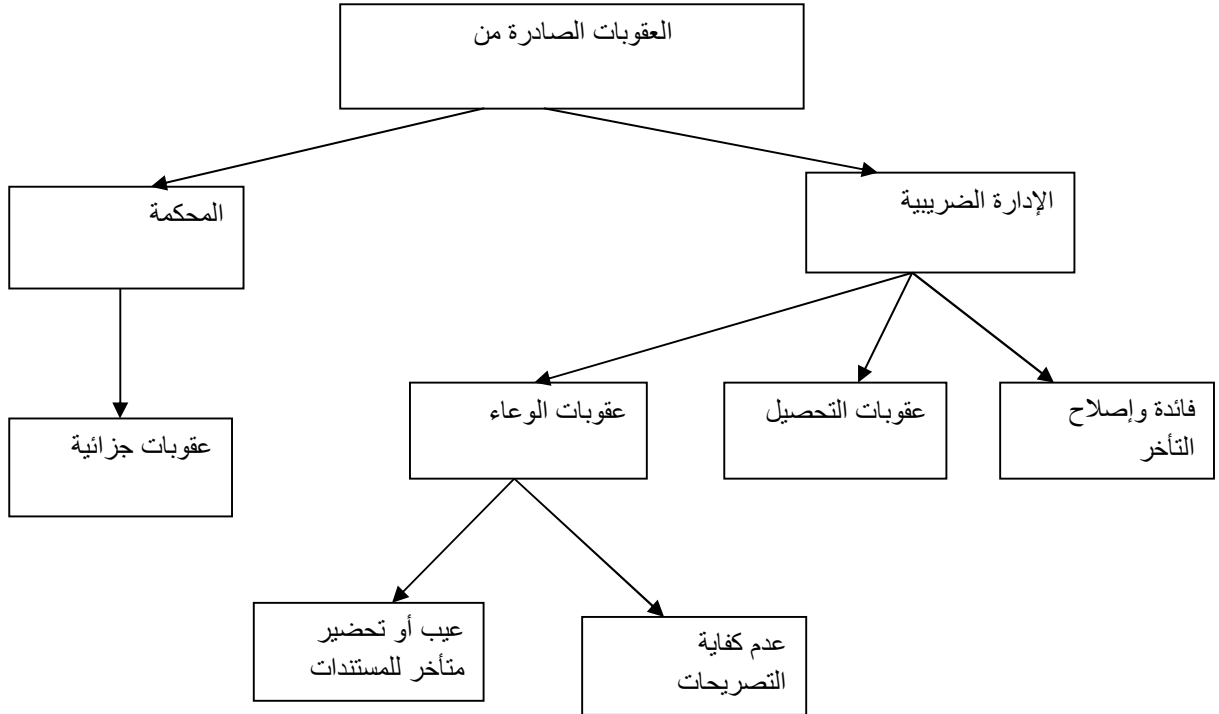 العقوبات الصادرة من
الإدارة الضريبية
المحكمة
فائدة وإصلاح
التأخر
عقوبات التحصيل
عقوبات الوعاء
عقوبات جزائية
عدم كفاية
التصريحات
عيب أو تحضير
متأخر للمستندات